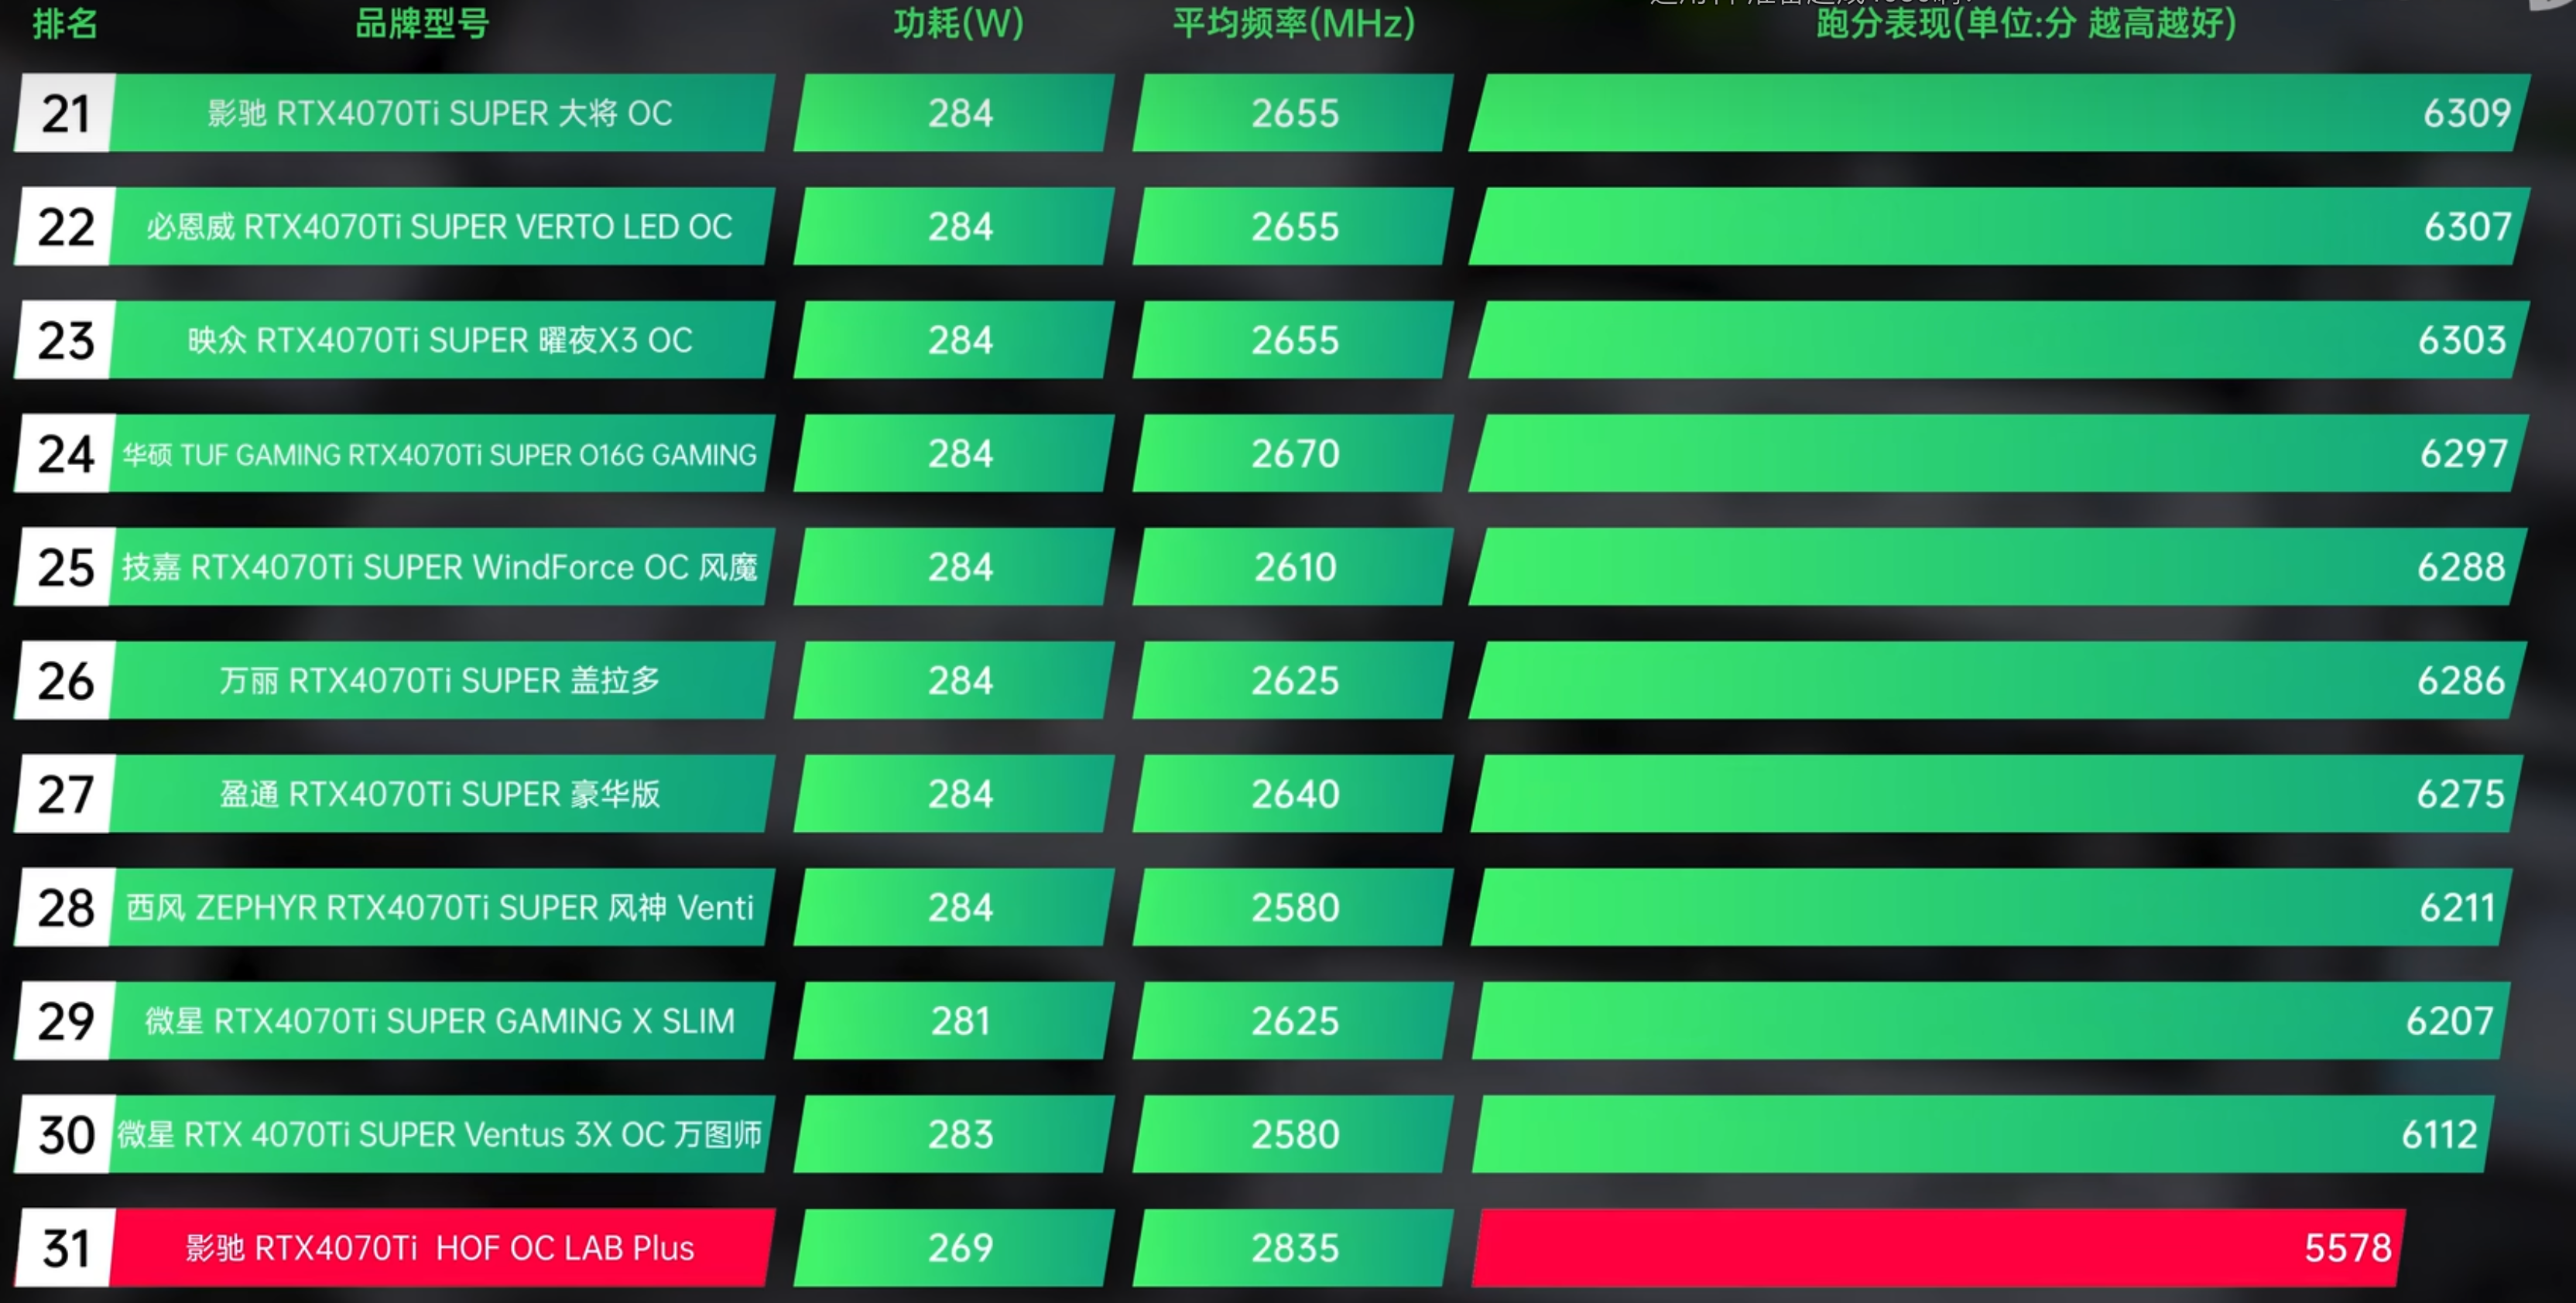 排名 品牌型号 功耗(W) 平均频率(MHz) 跑分表现(单位:分 越高越好)
21 影驰 RTX4070Ti SUPER 大将 OC 284 2655 6309
22 必恩威 RTX4070Ti SUPER VERTO LED OC 284 2655 6307
23 映众 RTX4070Ti SUPER 曜夜X3 OC 284 2655 6303
24 华硕 TUF GAMING RTX4070Ti SUPER O16G GAMING 284 2670 6297
25 技嘉 RTX4070Ti SUPER WindForce OC 风魔 284 2610 6288
26 万丽 RTX4070Ti SUPER 盖拉多 284 2625 6286
27 盈通 RTX4070Ti SUPER 豪华版 284 2640 6275
28 西风 ZEPHYR RTX4070Ti SUPER 风神 Venti 284 2580 6211
29 微星 RTX4070Ti SUPER GAMING X SLIM 281 2625 6207
30 微星 RTX 4070Ti SUPER Ventus 3X OC 万图师 283 2580 6112
31 影驰 RTX4070Ti HOF OC LAB Plus 269 2835 5578